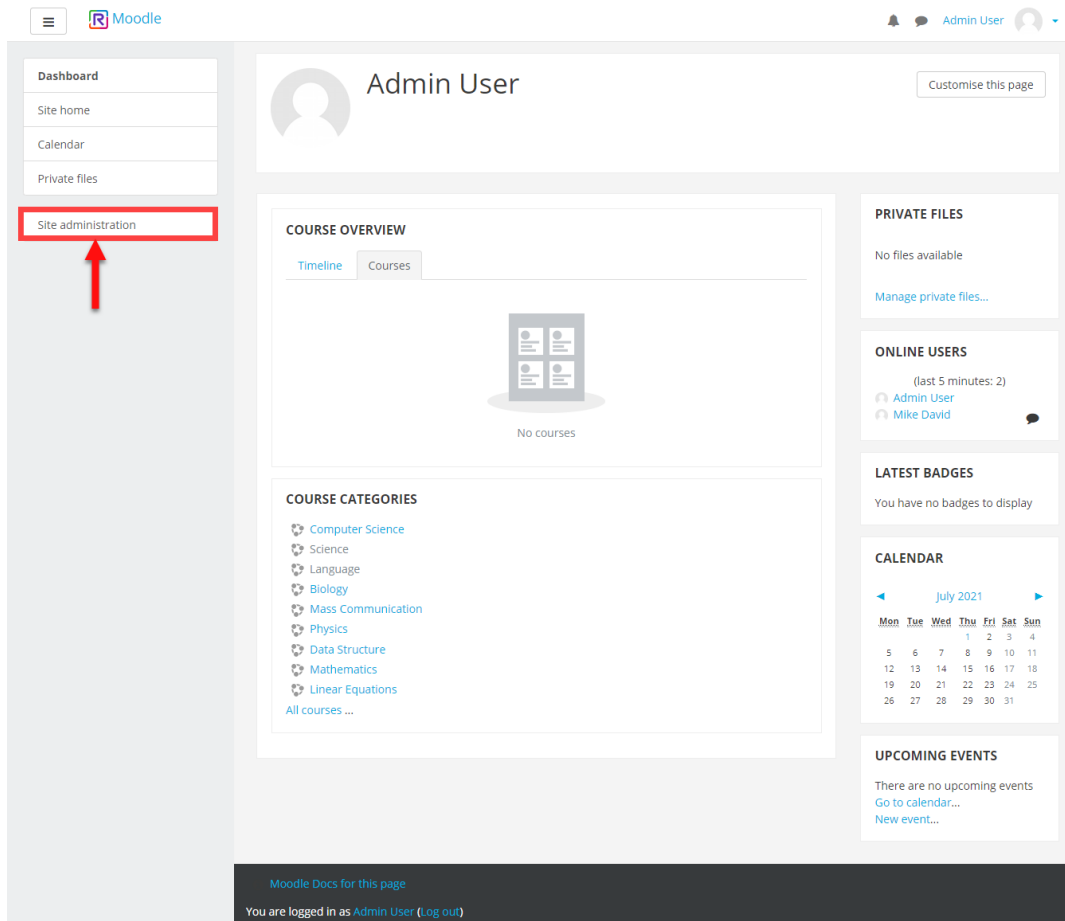 Moodle
Admin User
Dashboard
Site home
Calendar
Private files
Site administration
Admin User
Customise this page
COURSE OVERVIEW
Timeline Courses
No courses
COURSE CATEGORIES
Computer Science
Science
Language
Biology
Mass Communication
Physics
Data Structure
Mathematics
Linear Equations
All courses ...
PRIVATE FILES
No files available
Manage private files...
ONLINE USERS
(last 5 minutes: 2)
Admin User
Mike David
LATEST BADGES
You have no badges to display
CALENDAR
◄ July 2021 ►
Mon Tue Wed Thu Fri Sat Sun
1 2 3 4
5 6 7 8 9 10 11
12 13 14 15 16 17 18
19 20 21 22 23 24 25
26 27 28 29 30 31
UPCOMING EVENTS
There are no upcoming events
Go to calendar...
New event...
Moodle Docs for this page
You are logged in as Admin User (Log out)